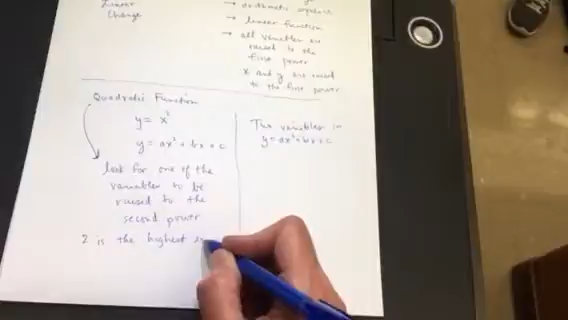 Linear
Change
→ arithmetic
→ linear function
→ all variables are
raised to the
first power
x and y are raised
to the first power
Quadratic Function
y = x²
y = ax² + bx + c
look for one of the
variables to be
raised to the
second power
2 is the highest
The variables in
y = ax² + bx + c